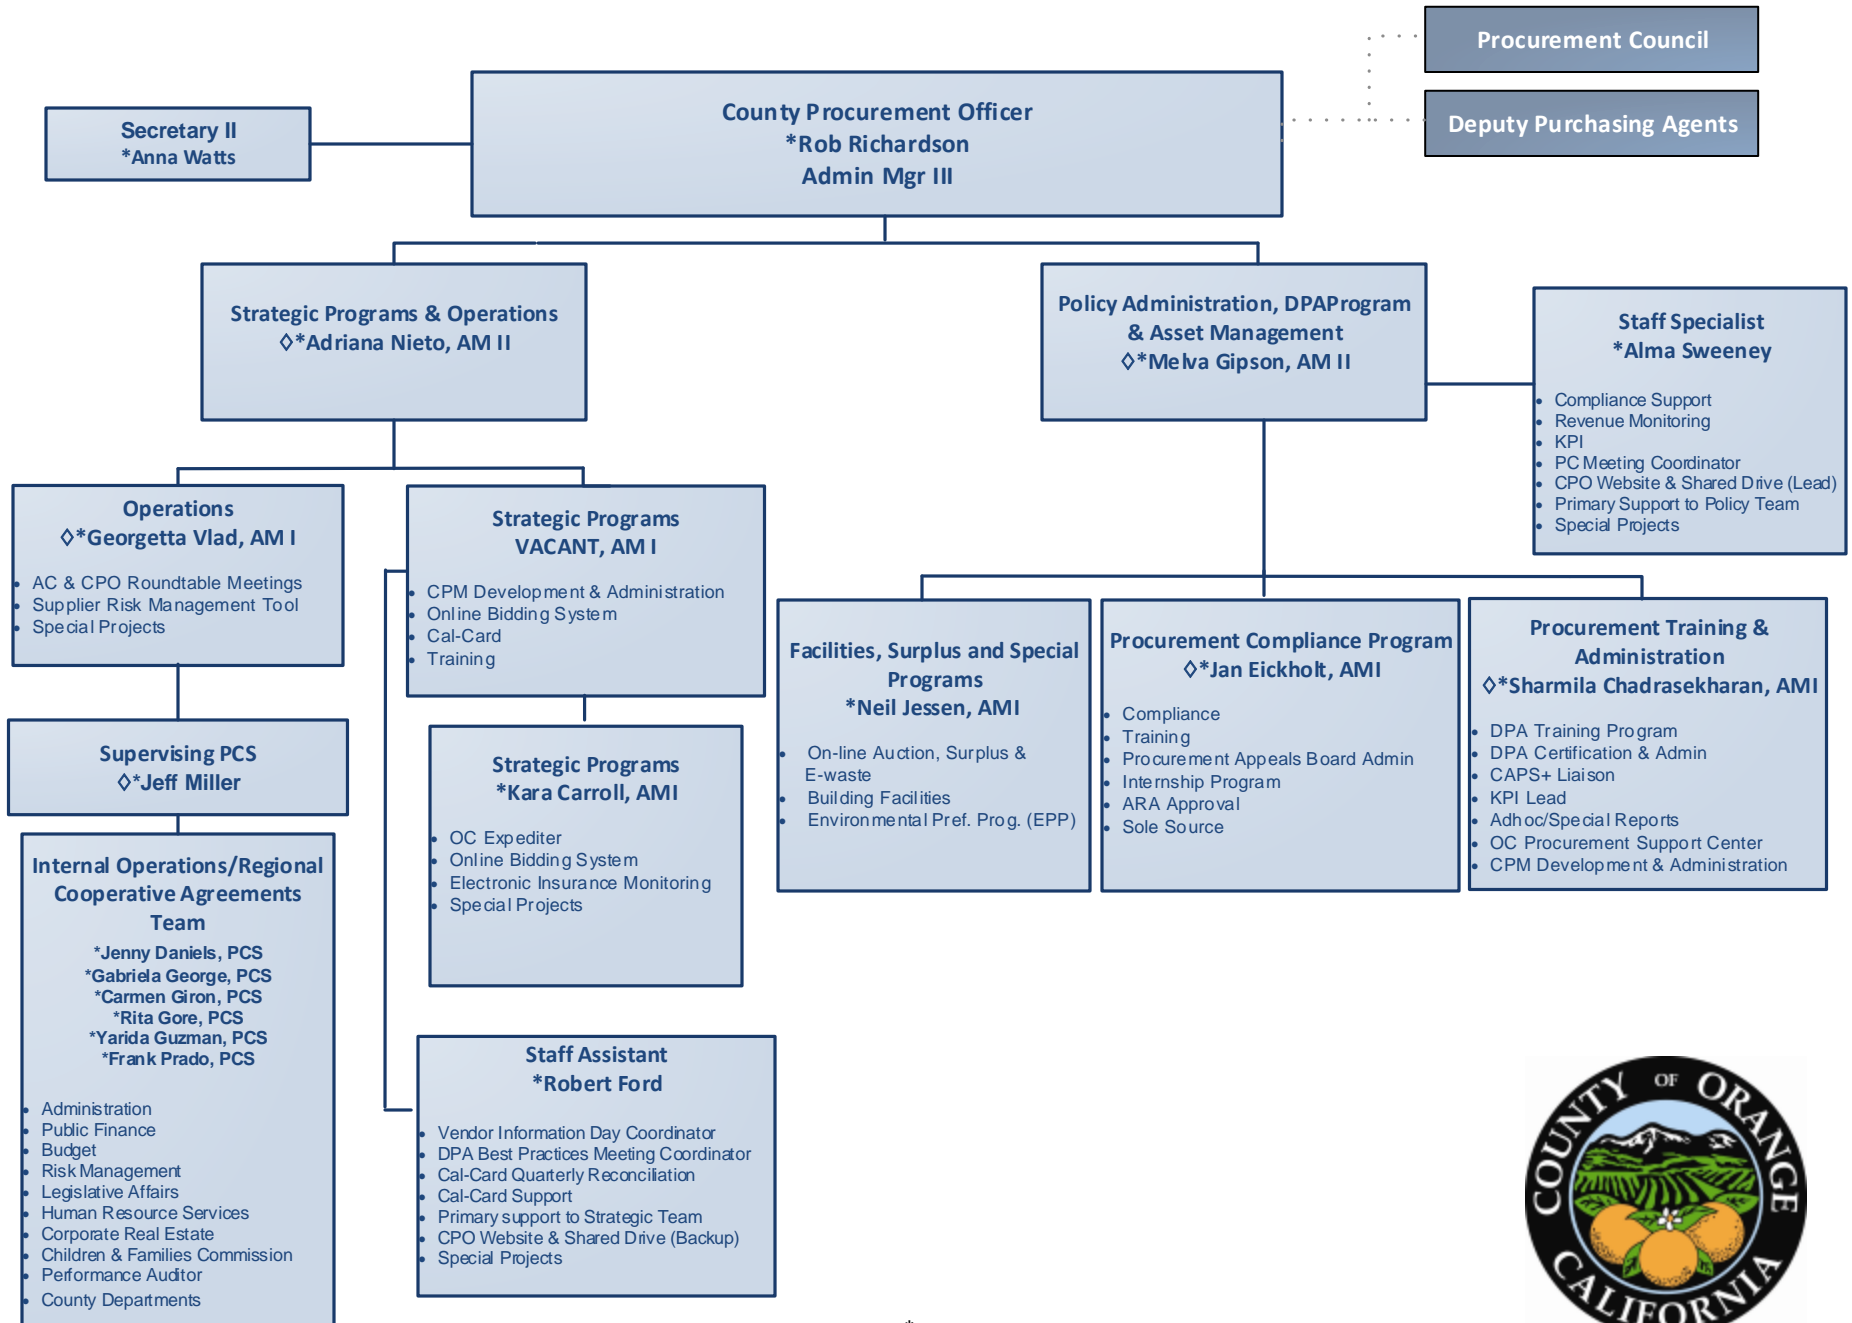 Procurement Council
Deputy Purchasing Agents
County Procurement Officer
*Rob Richardson
Admin Mgr III
Secretary II
*Anna Watts
Strategic Programs & Operations
◊*Adriana Nieto, AM II
Policy Administration, DPAProgram
& Asset Management
◊*Melva Gipson, AM II
Staff Specialist
*Alma Sweeney
• Compliance Support
• Revenue Monitoring
• KPI
• PC Meeting Coordinator
• CPO Website & Shared Drive (Lead)
• Primary Support to Policy Team
• Special Projects
Operations
◊*Georgetta Vlad, AM I
• AC & CPO Roundtable Meetings
• Supplier Risk Management Tool
• Special Projects
Strategic Programs
VACANT, AM I
• CPM Development & Administration
• Online Bidding System
• Cal-Card
• Training
Facilities, Surplus and Special
Programs
*Neil Jessen, AMI
• On-line Auction, Surplus &
E-waste
• Building Facilities
• Environmental Pref. Prog. (EPP)
Procurement Compliance Program
◊*Jan Eickholt, AMI
• Compliance
• Training
• Procurement Appeals Board Admin
• Internship Program
• ARA Approval
• Sole Source
Procurement Training &
Administration
◊*Sharmila Chadrasekharan, AMI
• DPA Training Program
• DPA Certification & Admin
• CAPS+ Liaison
• KPI Lead
• Adhoc/Special Reports
• OC Procurement Support Center
• CPM Development & Administration
Supervising PCS
◊*Jeff Miller
Strategic Programs
*Kara Carroll, AMI
• OC Expediter
• Online Bidding System
• Electronic Insurance Monitoring
• Special Projects
Internal Operations/Regional
Cooperative Agreements
Team
*Jenny Daniels, PCS
*Gabriela George, PCS
*Carmen Giron, PCS
*Rita Gore, PCS
*Yarida Guzman, PCS
*Frank Prado, PCS
• Administration
• Public Finance
• Budget
• Risk Management
• Legislative Affairs
• Human Resource Services
• Corporate Real Estate
• Children & Families Commission
• Performance Auditor
• County Departments
Staff Assistant
*Robert Ford
• Vendor Information Day Coordinator
• DPA Best Practices Meeting Coordinator
• Cal-Card Quarterly Reconciliation
• Cal-Card Support
• Primary support to Strategic Team
• CPO Website & Shared Drive (Backup)
• Special Projects
COUNTY OF ORANGE
CALIFORNIA
*